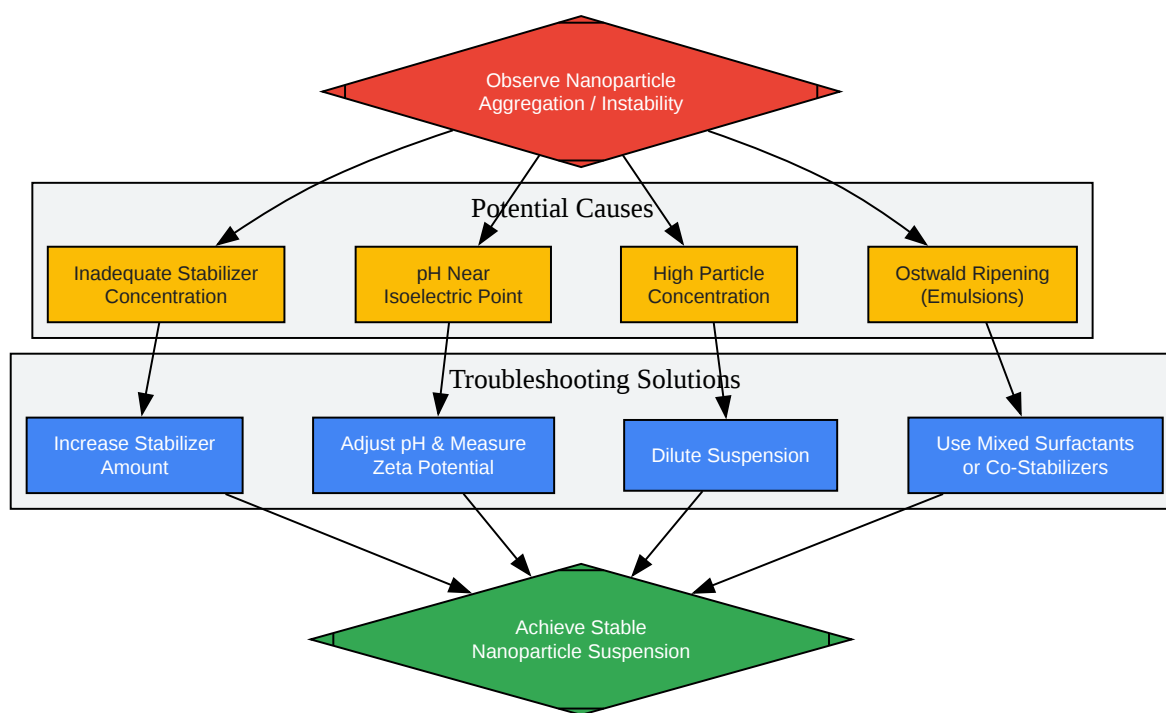 Observe Nanoparticle
Aggregation / Instability
Potential Causes
Inadequate Stabilizer
Concentration
pH Near
Isoelectric Point
High Particle
Concentration
Ostwald Ripening
(Emulsions)
Troubleshooting Solutions
Increase Stabilizer
Amount
Adjust pH & Measure
Zeta Potential
Dilute Suspension
Use Mixed Surfactants
or Co-Stabilizers
Achieve Stable
Nanoparticle Suspension